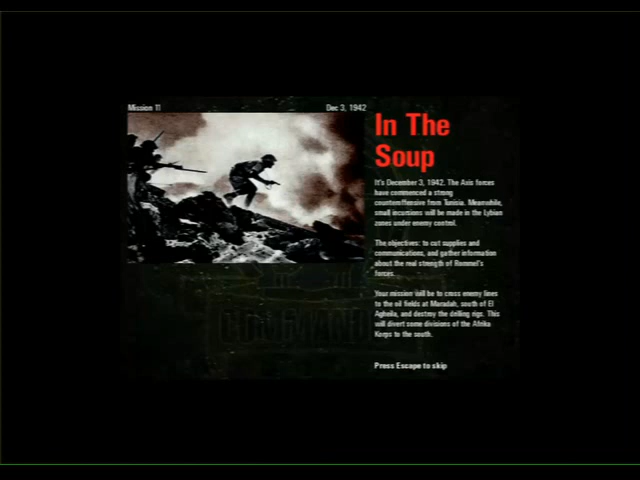 Mission 11
Dec 3, 1942
In The
Soup
It's December 3, 1942. The Axis forces
have commenced a strong
counteroffensive from Tunisia. Meanwhile,
small incursions will be made in the Lybian
zones under enemy control.
The objectives: to cut supplies and
communications, and gather information
about the real strength of Rommel's
forces.
Your mission will be to cross enemy lines
to the oil fields at Maradah, south of El
Agheila, and destroy the drilling rigs. This
will divert some divisions of the Afrika
Korps to the south.
Press Escape to skip
COMMAND